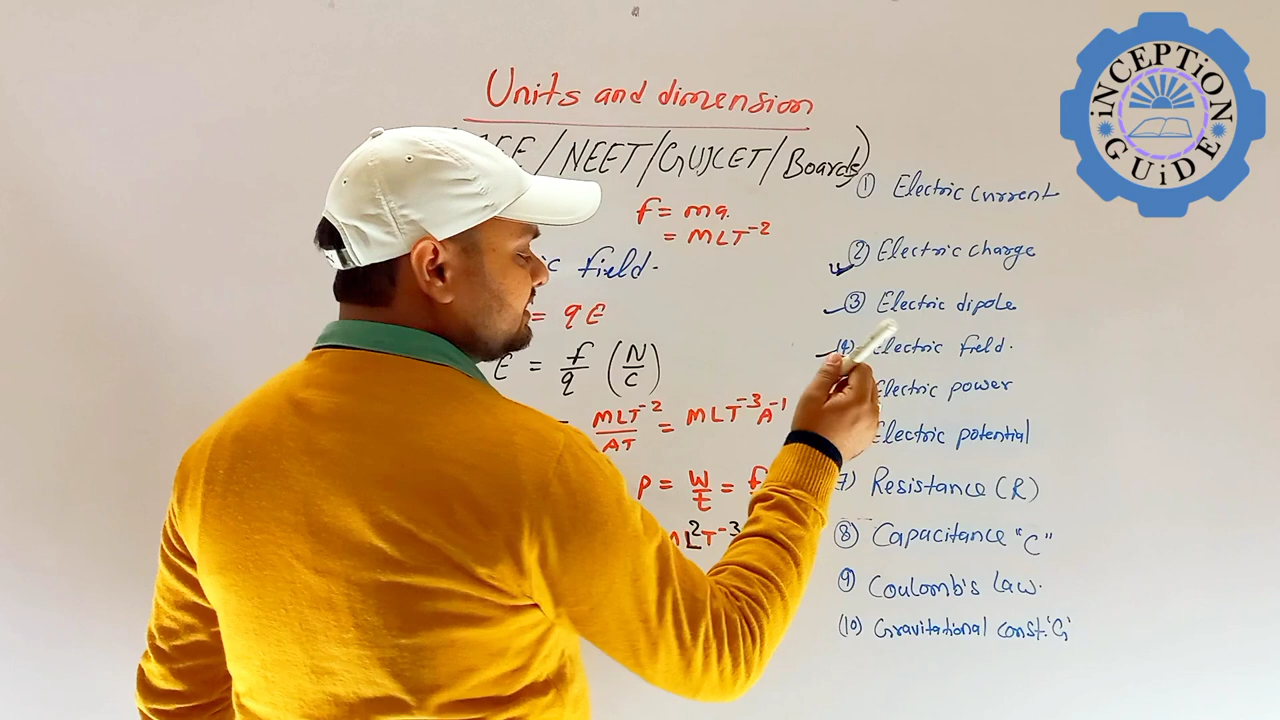 Units and dimension
EE/NEET/GUJCET/Boards)
f = ma.
= MLT⁻²
ic field.
= qE
E = f/q (N/C)
= MLT⁻²/AT = MLT⁻³A⁻¹
P = W/t = f
ML²T⁻³
① Electric current
② Electric charge
③ Electric dipole
(4) Electric field.
Electric power
Electric potential
7) Resistance (R)
⑧ Capacitance "C"
⑨ Coulomb's Law.
(10) Gravitational const. 'G'
iNCEPTiON
GUiDE